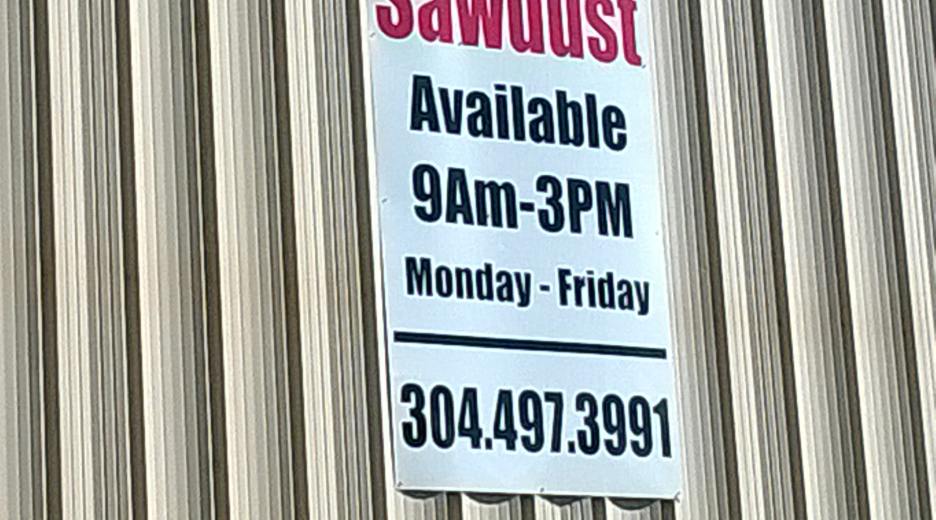 Sawdust
Available
9Am-3PM
Monday - Friday
304.497.3991